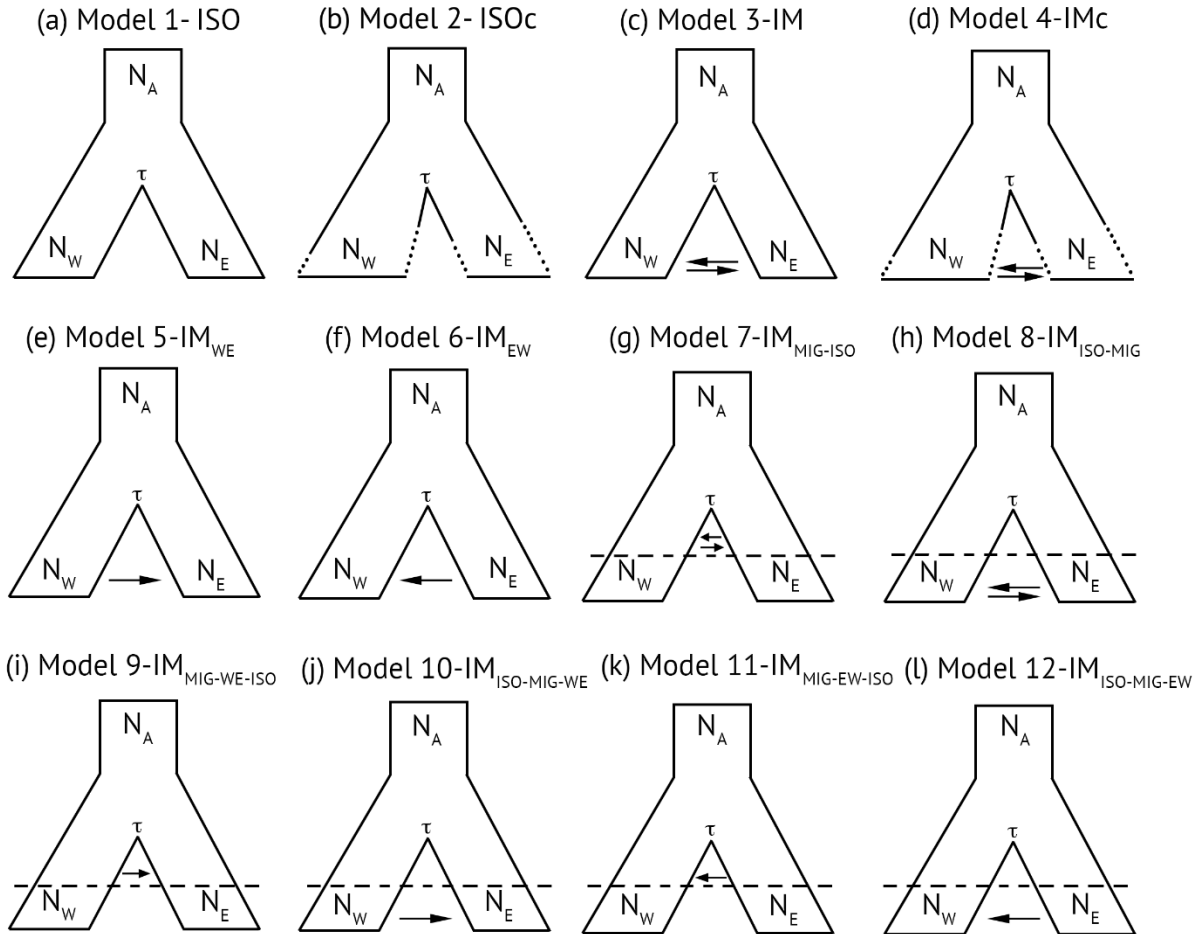 (a) Model 1- ISO (b) Model 2- ISOc (c) Model 3-IM (d) Model 4-IMc
N_A N_A N_A N_A
τ τ τ τ
N_W N_E N_W N_E N_W N_E N_W N_E
(e) Model 5-IM_WE (f) Model 6-IM_EW (g) Model 7-IM_MIG-ISO (h) Model 8-IM_ISO-MIG
N_A N_A N_A N_A
τ τ τ τ
N_W N_E N_W N_E N_W N_E N_W N_E
(i) Model 9-IM_MIG-WE-ISO (j) Model 10-IM_ISO-MIG-WE (k) Model 11-IM_MIG-EW-ISO (l) Model 12-IM_ISO-MIG-EW
N_A N_A N_A N_A
τ τ τ τ
N_W N_E N_W N_E N_W N_E N_W N_E